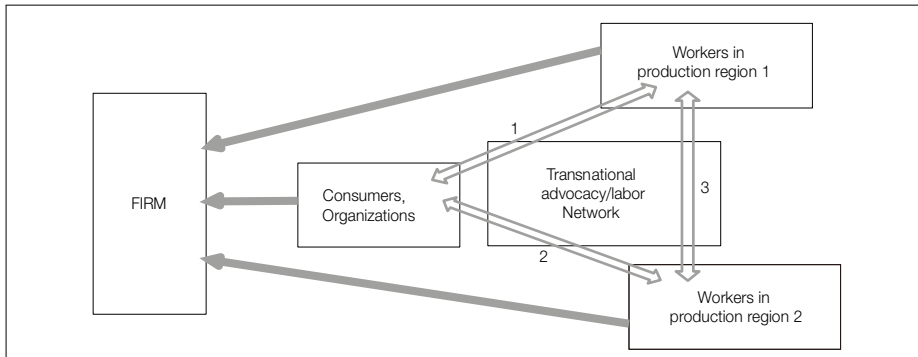 Workers in
production region 1
1
Transnational
advocacy/labor
Network
3
Consumers,
Organizations
FIRM
2
Workers in
production region 2